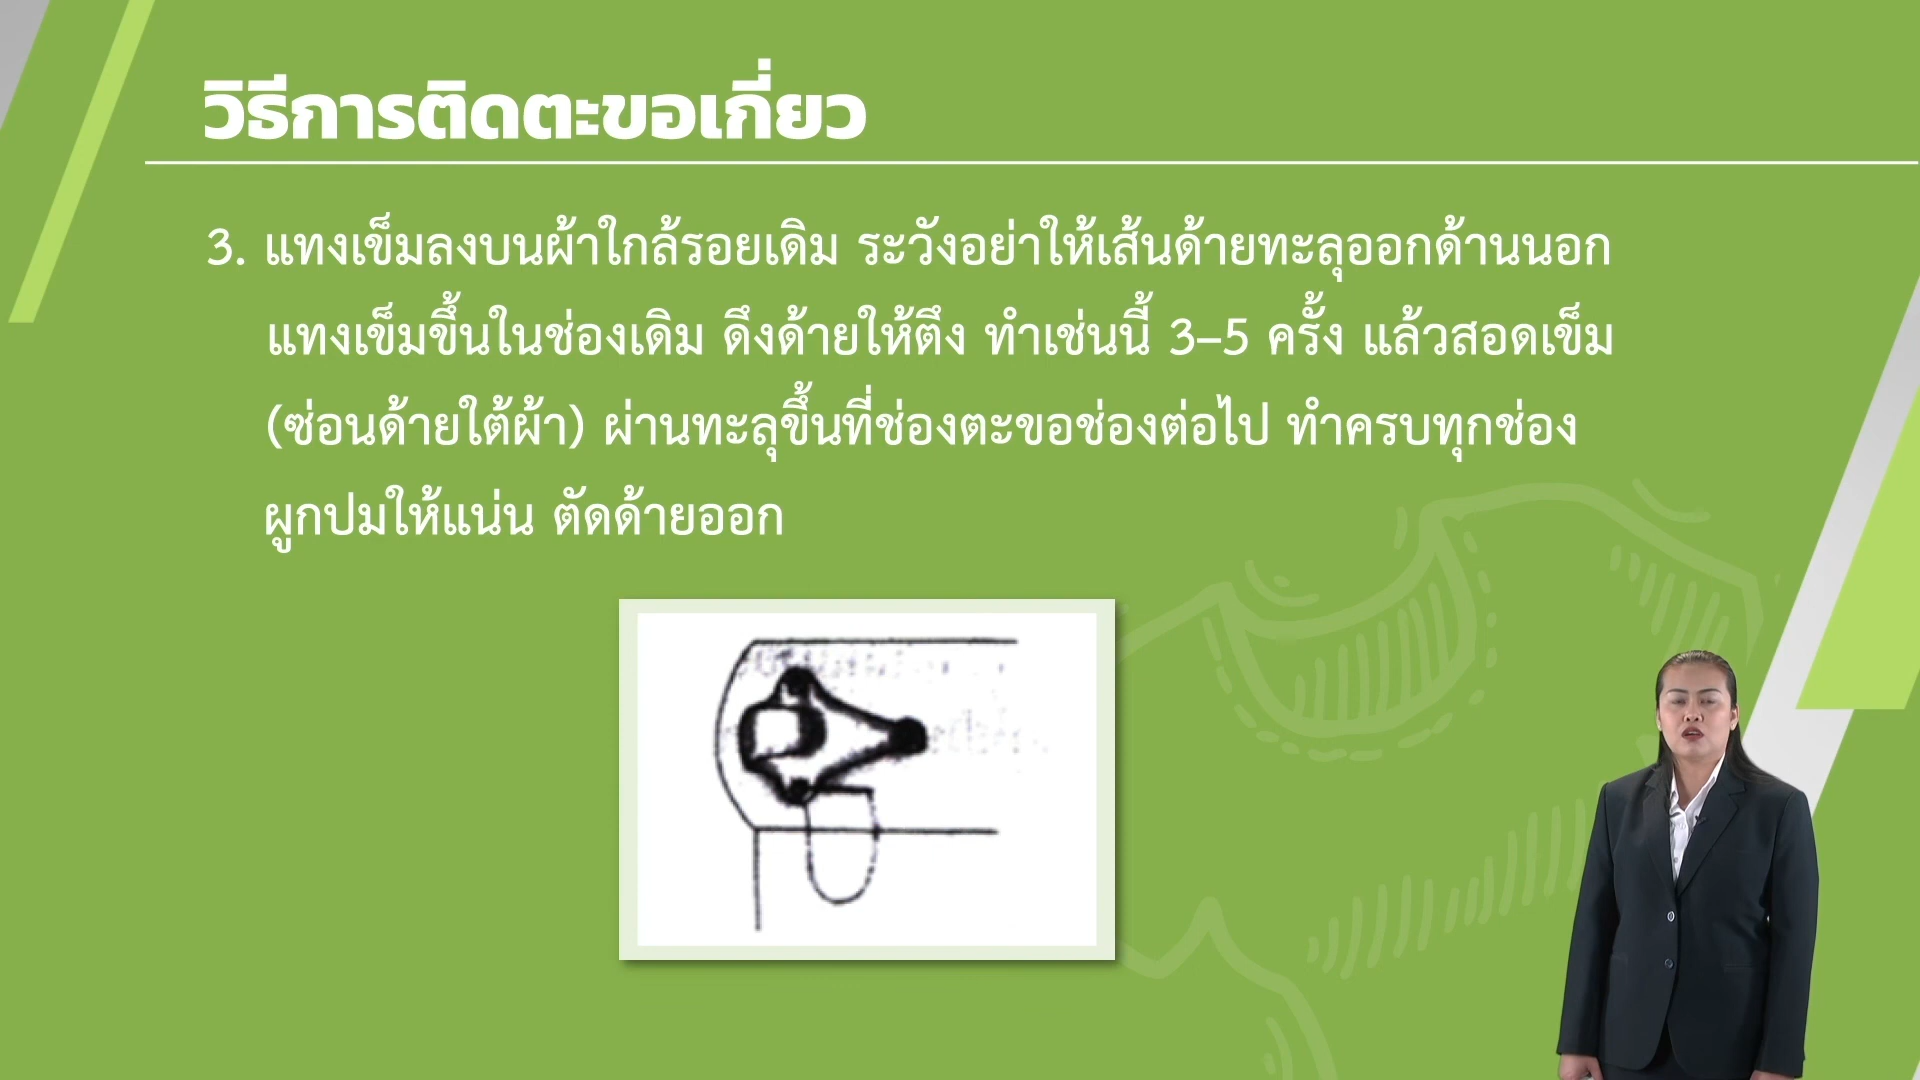 วิธีการติดตะขอเกี่ยว
3. แทงเข็มลงบนผ้าใกล้รอยเดิม ระวังอย่าให้เส้นด้ายทะลุออกด้านนอก
แทงเข็มขึ้นในช่องเดิม ดึงด้ายให้ตึง ทำเช่นนี้ 3–5 ครั้ง แล้วสอดเข็ม
(ซ่อนด้ายใต้ผ้า) ผ่านทะลุขึ้นที่ช่องตะขอช่องต่อไป ทำครบทุกช่อง
ผูกปมให้แน่น ตัดด้ายออก